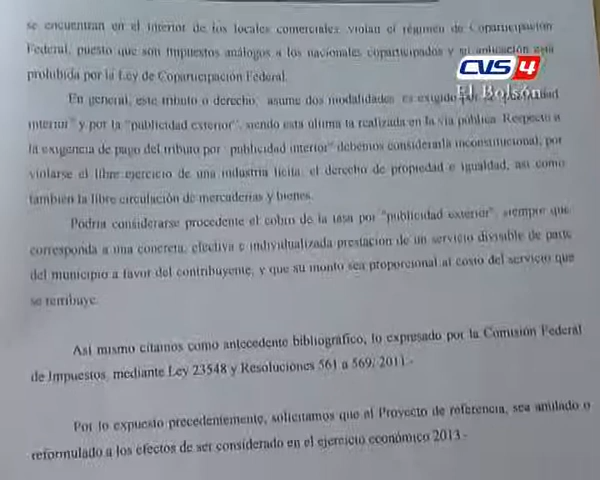 se encuentran en el interior de los locales comerciales, violan el régimen de Coparticipación
Federal, puesto que son impuestos análogos a los nacionales coparticipados y su aplicación está
prohibida por la Ley de Coparticipación Federal.
CVS 4
El Bolsón
En general, este tributo o derecho, asume dos modalidades: es exigido por la
interior" y por la "publicidad exterior", siendo esta última la realizada en la vía pública. Respecto a
la exigencia de pago del tributo por "publicidad interior" debemos considerarla inconstitucional, por
violarse el libre ejercicio de una industria lícita, el derecho de propiedad e igualdad, así como
también la libre circulación de mercaderías y bienes.
Podría considerarse procedente el cobro de la tasa por "publicidad exterior", siempre que
corresponda a una concreta, efectiva e individualizada prestación de un servicio divisible de parte
del municipio a favor del contribuyente, y que su monto sea proporcional al costo del servicio que
se retribuye.
Así mismo citamos como antecedente bibliográfico, lo expresado por la Comisión Federal
de Impuestos, mediante Ley 23548 y Resoluciones 561 a 569/ 2011.-
Por lo expuesto precedentemente, solicitamos que al Proyecto de referencia, sea anulado o
reformulado a los efectos de ser considerado en el ejercicio económico 2013.-